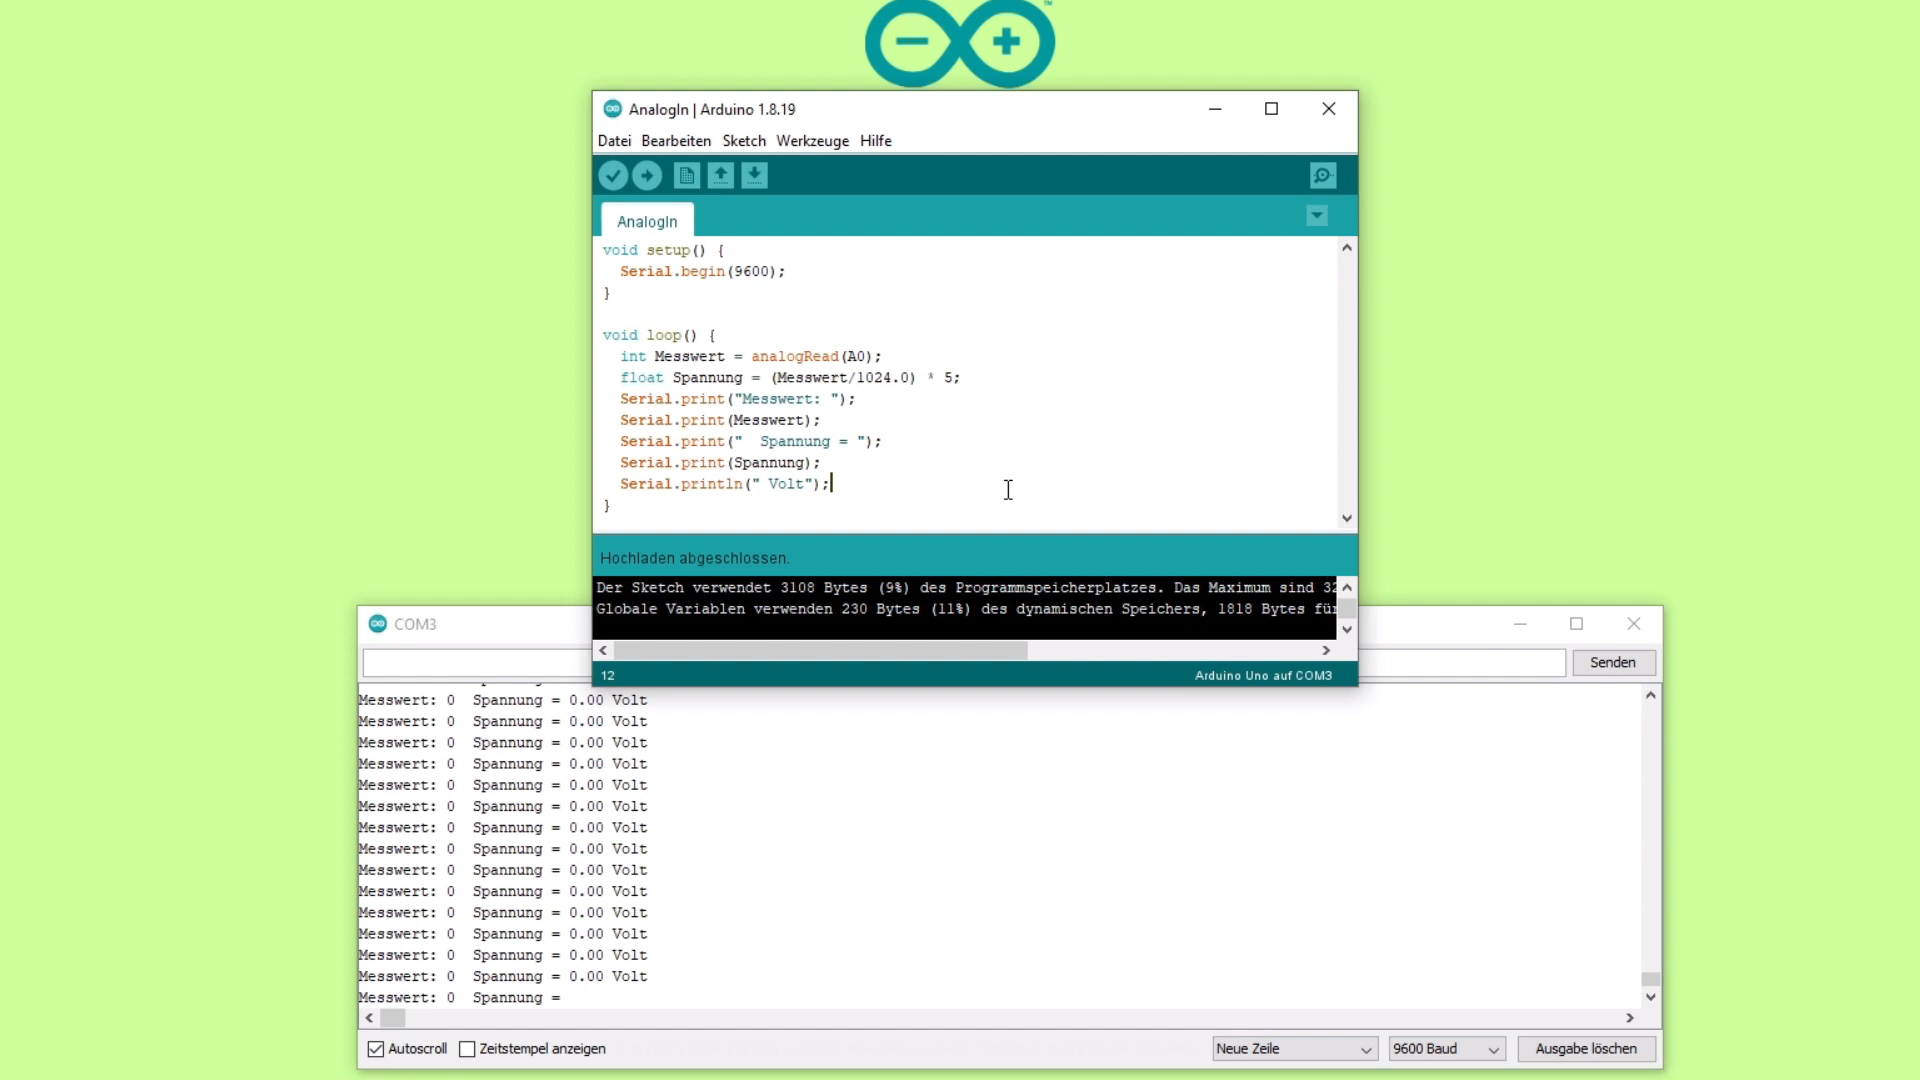 TM
AnalogIn | Arduino 1.8.19
Datei Bearbeiten Sketch Werkzeuge Hilfe
AnalogIn
void setup() {
  Serial.begin(9600);
}
void loop() {
  int Messwert = analogRead(A0);
  float Spannung = (Messwert/1024.0) * 5;
  Serial.print("Messwert: ");
  Serial.print(Messwert);
  Serial.print("  Spannung = ");
  Serial.print(Spannung);
  Serial.println(" Volt");
}
Hochladen abgeschlossen.
Der Sketch verwendet 3108 Bytes (9%) des Programmspeicherplatzes. Das Maximum sind 32
Globale Variablen verwenden 230 Bytes (11%) des dynamischen Speichers, 1818 Bytes für
12 Arduino Uno auf COM3
COM3
Senden
Messwert: 0  Spannung = 0.00 Volt
Messwert: 0  Spannung = 0.00 Volt
Messwert: 0  Spannung = 0.00 Volt
Messwert: 0  Spannung = 0.00 Volt
Messwert: 0  Spannung = 0.00 Volt
Messwert: 0  Spannung = 0.00 Volt
Messwert: 0  Spannung = 0.00 Volt
Messwert: 0  Spannung = 0.00 Volt
Messwert: 0  Spannung = 0.00 Volt
Messwert: 0  Spannung = 0.00 Volt
Messwert: 0  Spannung = 0.00 Volt
Messwert: 0  Spannung = 0.00 Volt
Messwert: 0  Spannung = 0.00 Volt
Messwert: 0  Spannung = 0.00 Volt
Messwert: 0  Spannung =
Autoscroll Zeitstempel anzeigen Neue Zeile 9600 Baud Ausgabe löschen